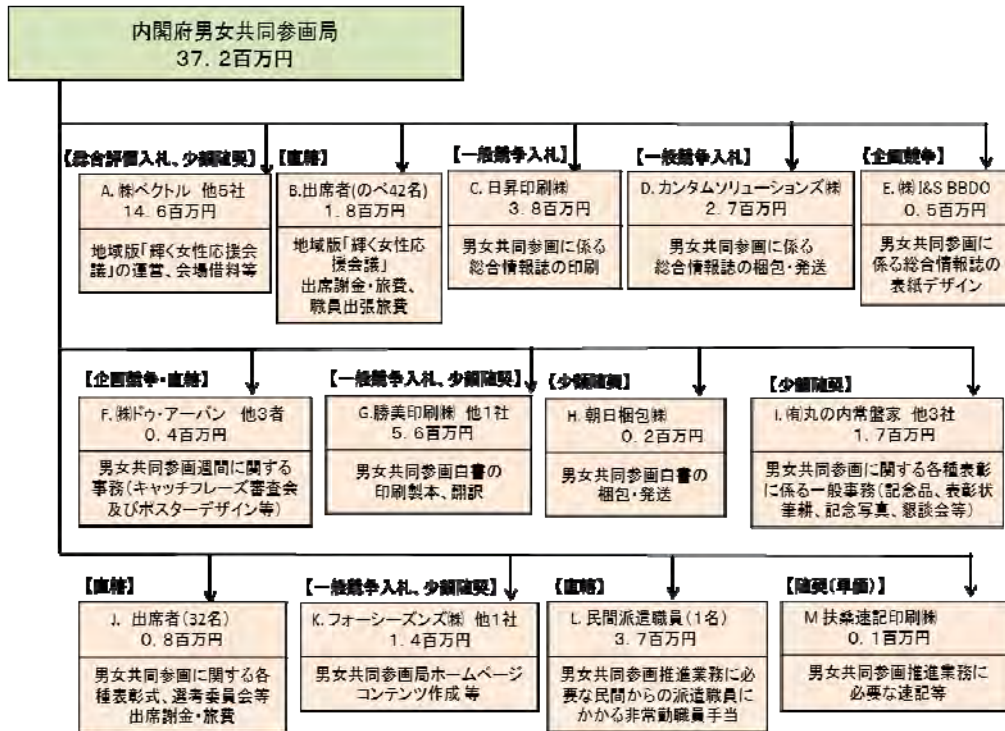 内閣府男女共同参画局
37.2百万円
【総合評価入札、少額随契】
A.㈱ベクトル 他5社
14.6百万円
地域版「輝く女性応援会
議」の運営、会場借料等
【直轄】
B.出席者(のべ42名)
1.8百万円
地域版「輝く女性応
援会議」
出席謝金・旅費、
職員出張旅費
【一般競争入札】
C.日昇印刷㈱
3.8百万円
男女共同参画に係る
総合情報誌の印刷
【一般競争入札】
D.カンタムソリューションズ㈱
2.7百万円
男女共同参画に係る
総合情報誌の梱包・発送
【企画競争】
E.(株)I&S BBDO
0.5百万円
男女共同参画に
係る総合情報誌の
表紙デザイン
【企画競争・直轄】
F.㈱ドゥ・アーバン 他3者
0.4百万円
男女共同参画週間に関する
事務(キャッチフレーズ審査会
及びポスターデザイン等)
【一般競争入札、少額随契】
G.勝美印刷㈱ 他1社
5.6百万円
男女共同参画白書の
印刷製本、翻訳
【少額随契】
H.朝日梱包㈱
0.2百万円
男女共同参画白書の
梱包・発送
【少額随契】
I.(有)丸の内常盤家 他3社
1.7百万円
男女共同参画に関する各種表彰
に係る一般事務(記念品、表彰状
筆耕、記念写真、懇談会等)
【直轄】
J. 出席者(32名)
0.8百万円
男女共同参画に関する各
種表彰式、選考委員会等
出席謝金・旅費
【一般競争入札、少額随契】
K.フォーシーズンズ㈱ 他1社
1.4百万円
男女共同参画局ホームページ
コンテンツ作成 等
【直轄】
L.民間派遣職員(1名)
3.7百万円
男女共同参画推進業務に必
要な民間からの派遣職員に
かかる非常勤職員手当
【随契(単価)】
M 扶桑速記印刷㈱
0.1百万円
男女共同参画推進業務に
必要な速記等